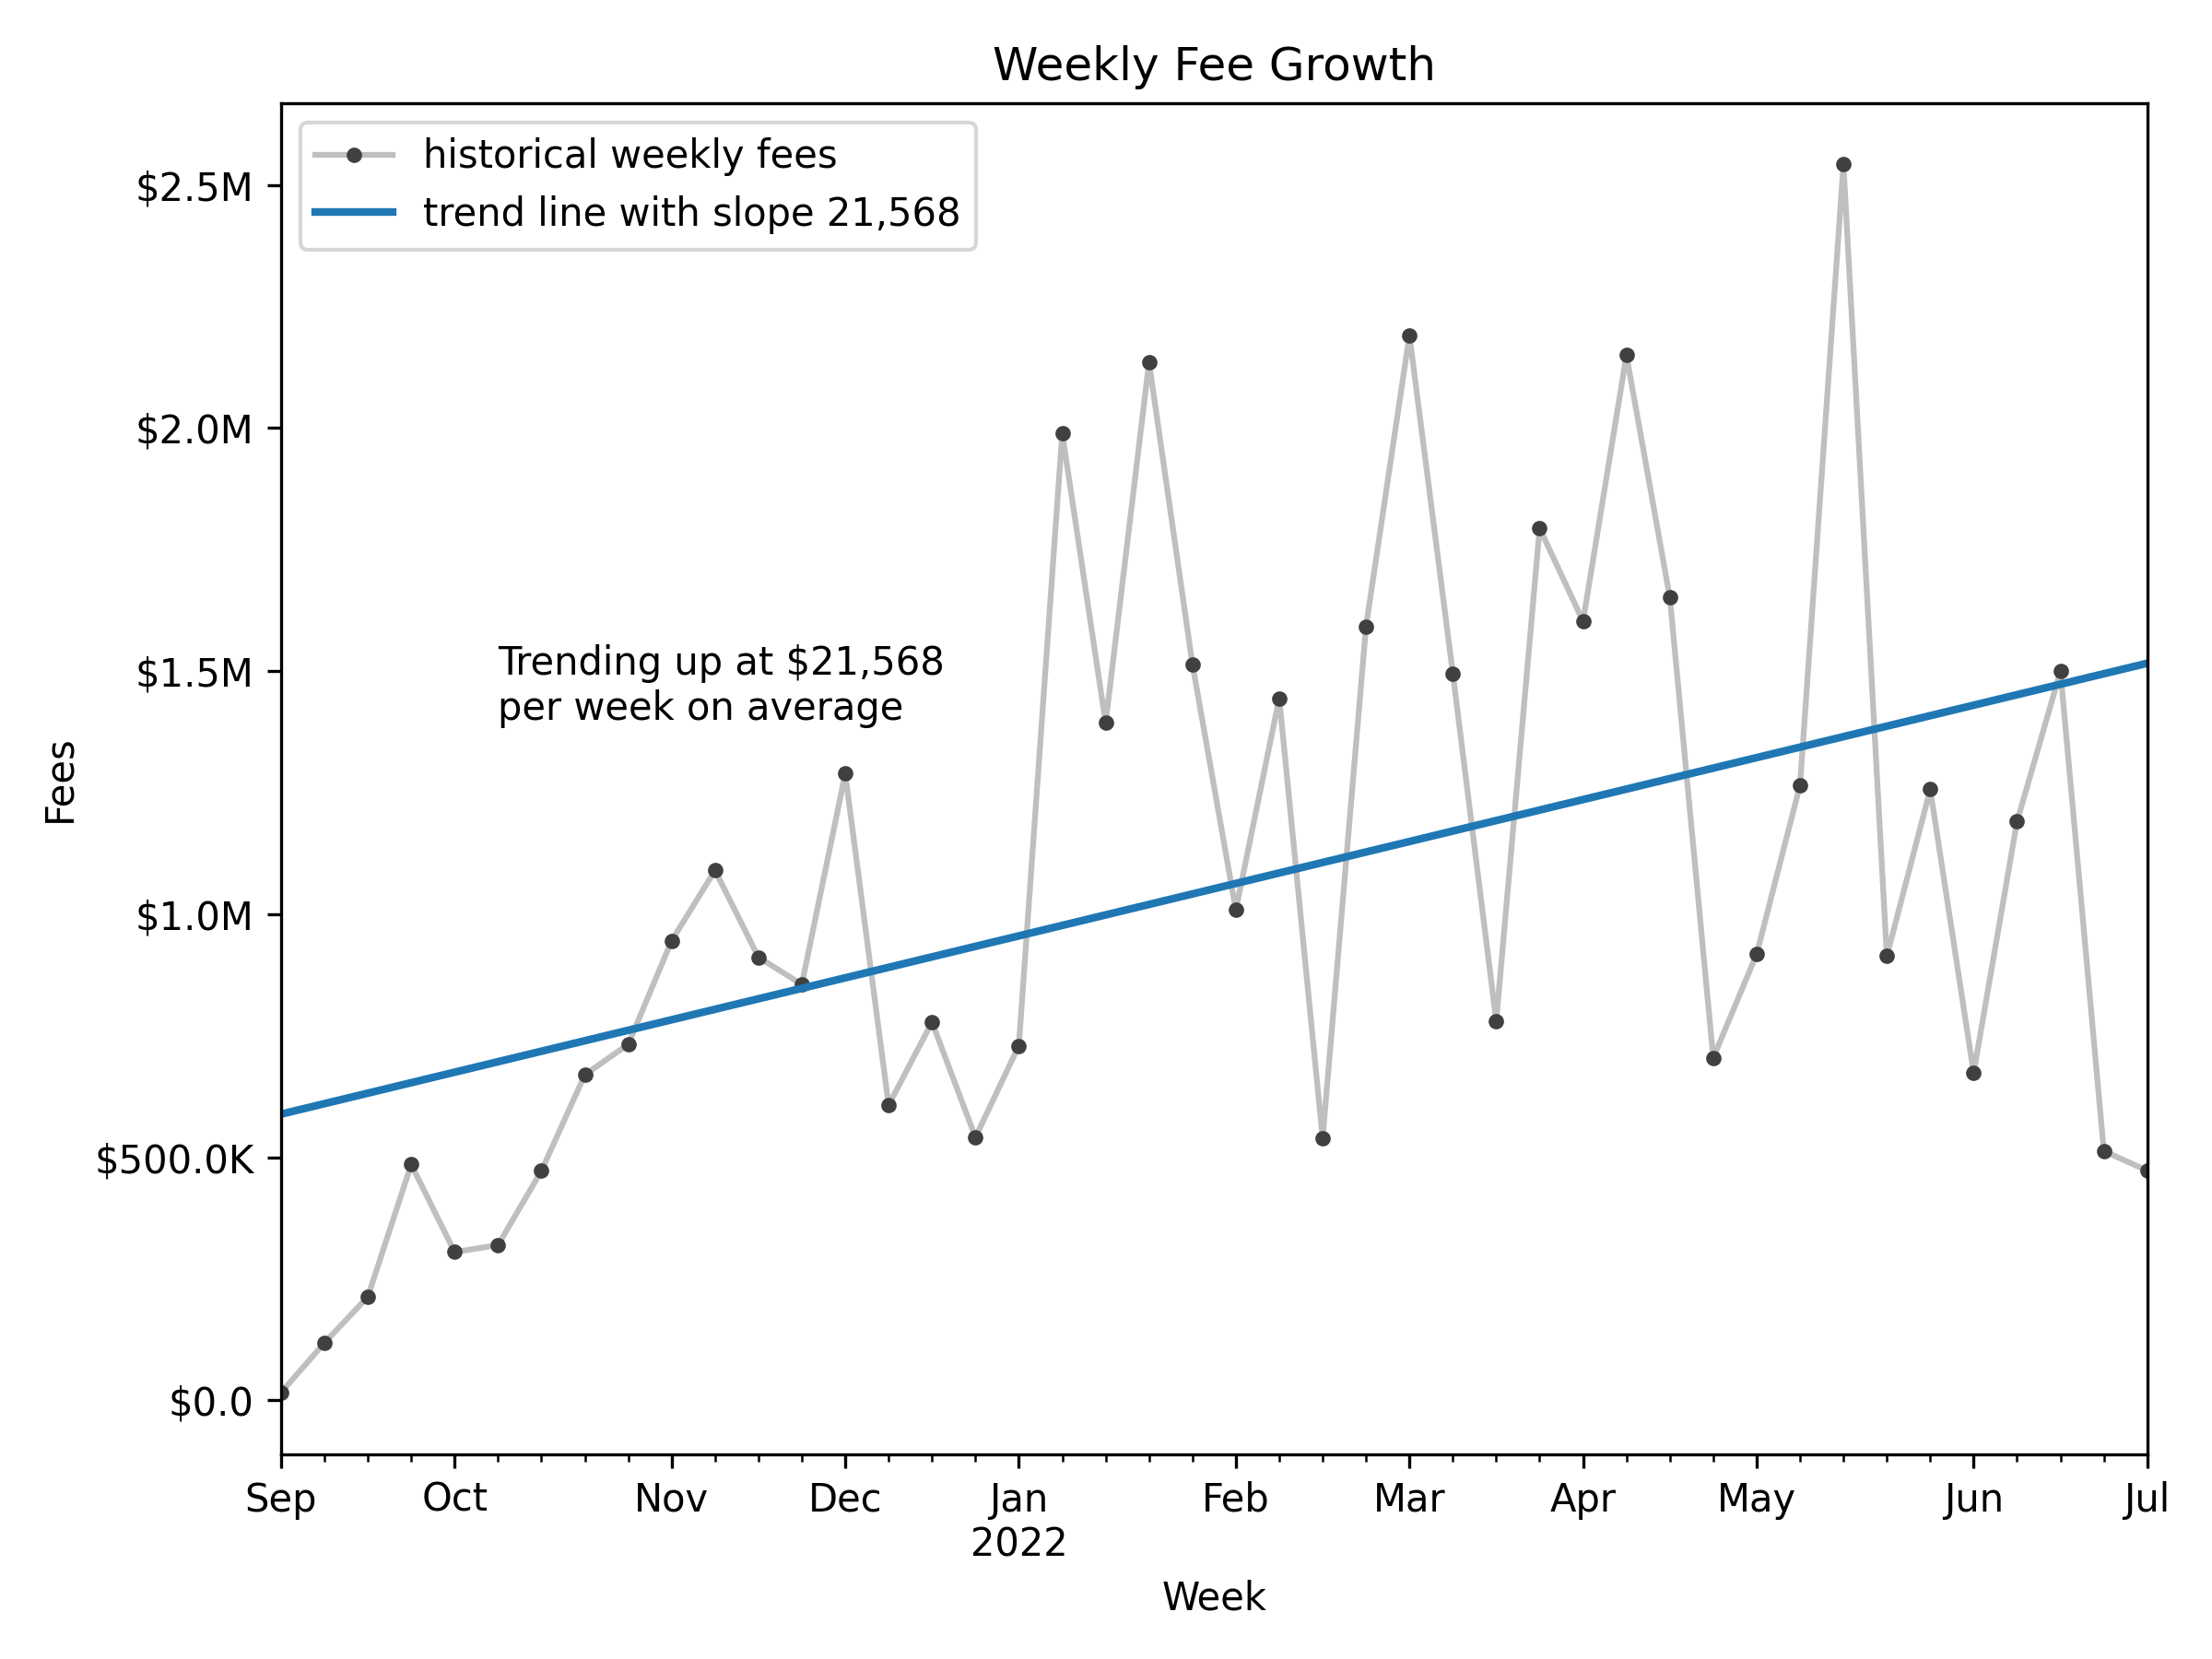 Weekly Fee Growth
historical weekly fees
trend line with slope 21,568
$2.5M
$2.0M
$1.5M
$1.0M
$500.0K
$0.0
Fees
Trending up at $21,568
per week on average
Sep Oct Nov Dec Jan Feb Mar Apr May Jun Jul
2022
Week